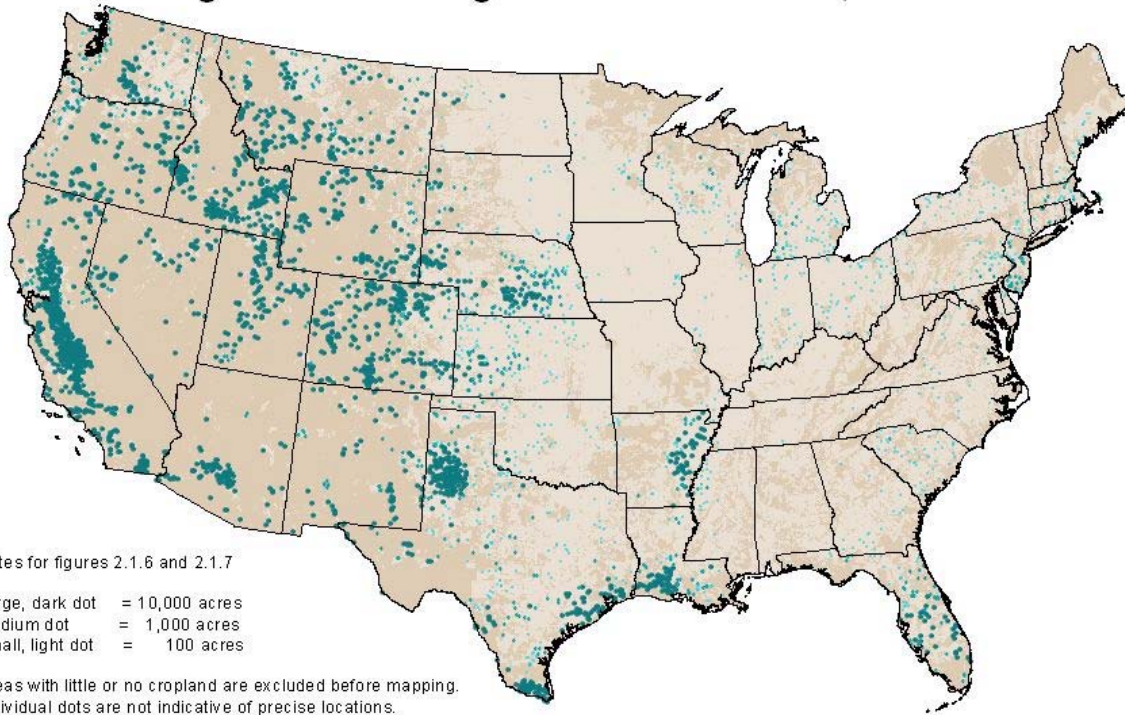 tes for figures 2.1.6 and 2.1.7
rge, dark dot = 10,000 acres
dium dot = 1,000 acres
nall, light dot = 100 acres
eas with little or no cropland are excluded before mapping.
dividual dots are not indicative of precise locations.